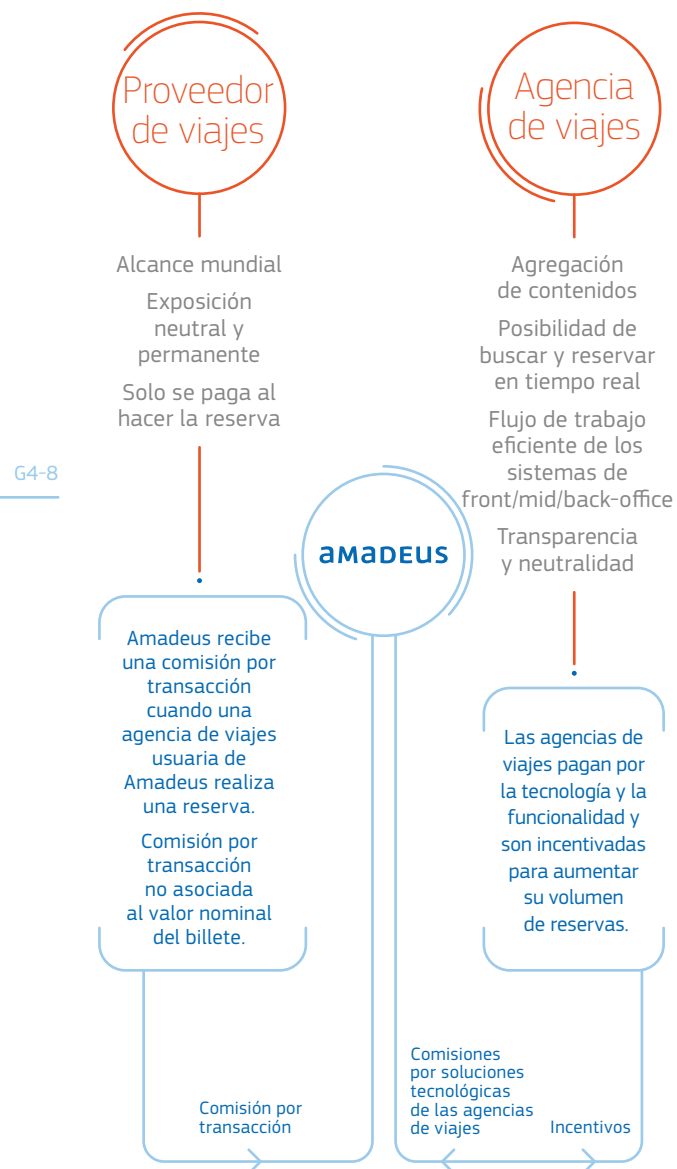 Proveedor
de viajes
Alcance mundial
Exposición
neutral y
permanente
Solo se paga al
hacer la reserva
Agencia
de viajes
Agregación
de contenidos
Posibilidad de
buscar y reservar
en tiempo real
Flujo de trabajo
eficiente de los
sistemas de
front/mid/back-office
Transparencia
y neutralidad
G4-8
amadeus
Amadeus recibe
una comisión por
transacción
cuando una
agencia de viajes
usuaria de
Amadeus realiza
una reserva.
Comisión por
transacción
no asociada
al valor nominal
del billete.
Las agencias de
viajes pagan por
la tecnología y la
funcionalidad y
son incentivadas
para aumentar
su volumen
de reservas.
Comisión por
transacción
Comisiones
por soluciones
tecnológicas
de las agencias
de viajes
Incentivos